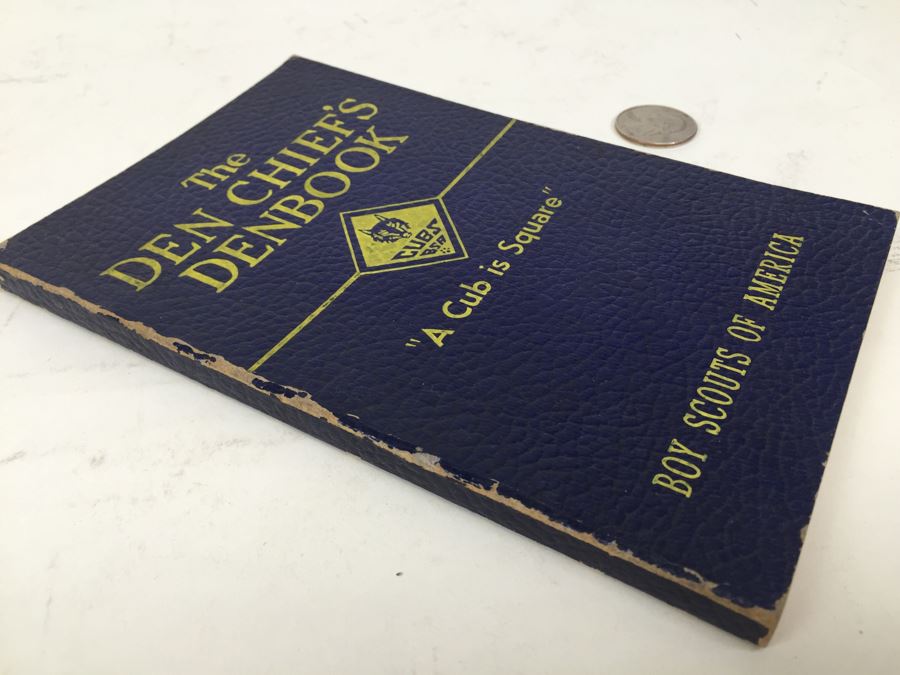 The
DEN CHIEF'S
DENBOOK
CUBS
BSA
"A Cub is Square"
BOY SCOUTS OF AMERICA